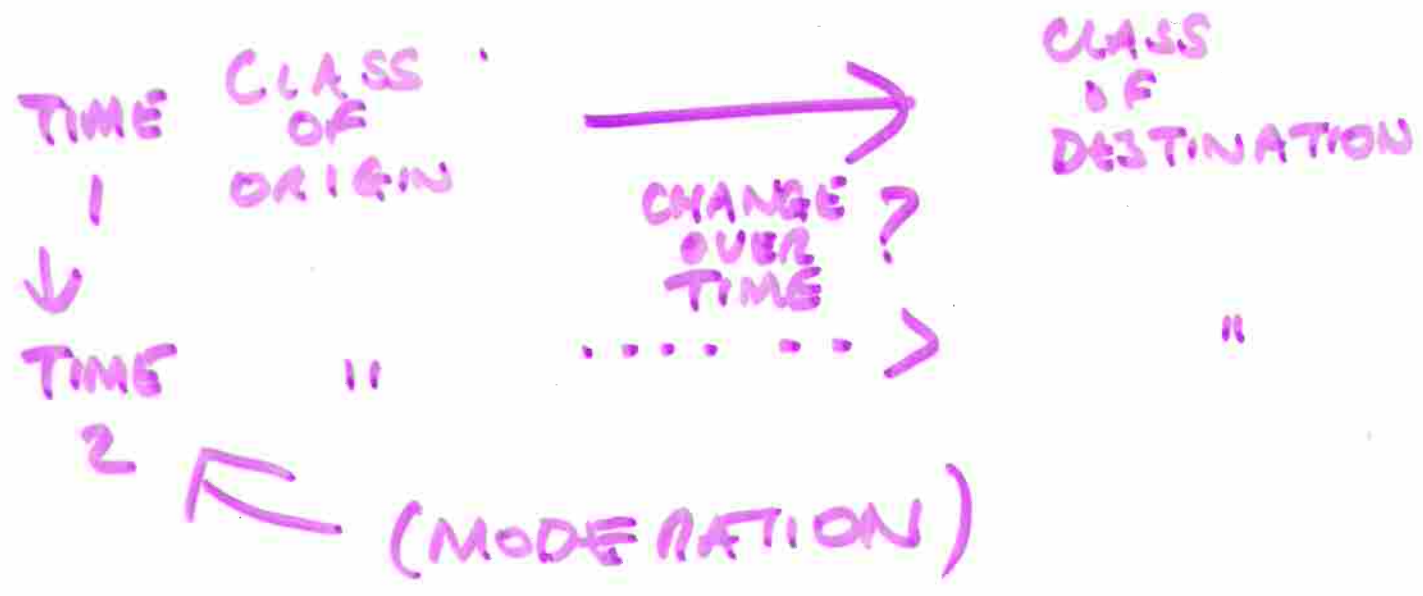 TIME
1
CLASS
OF
ORIGIN
CLASS
OF
DESTINATION
CHANGE
OVER
TIME
?
TIME
2
"
"
(MODERATION)